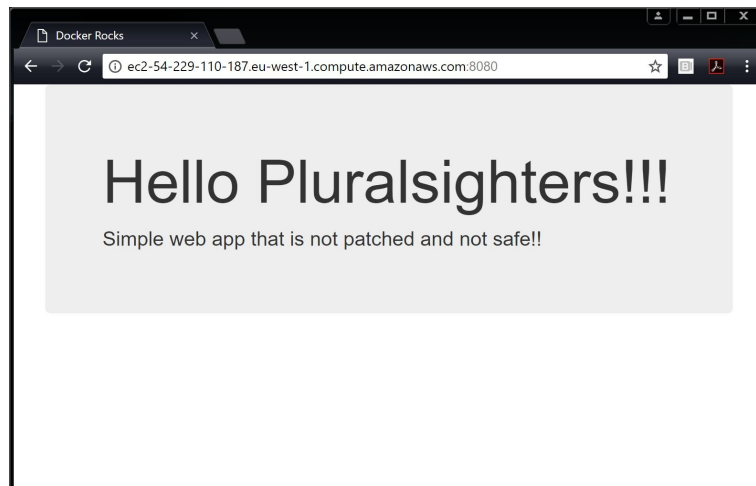 Docker Rocks
ec2-54-229-110-187.eu-west-1.compute.amazonaws.com:8080
Hello Pluralsighters!!!
Simple web app that is not patched and not safe!!